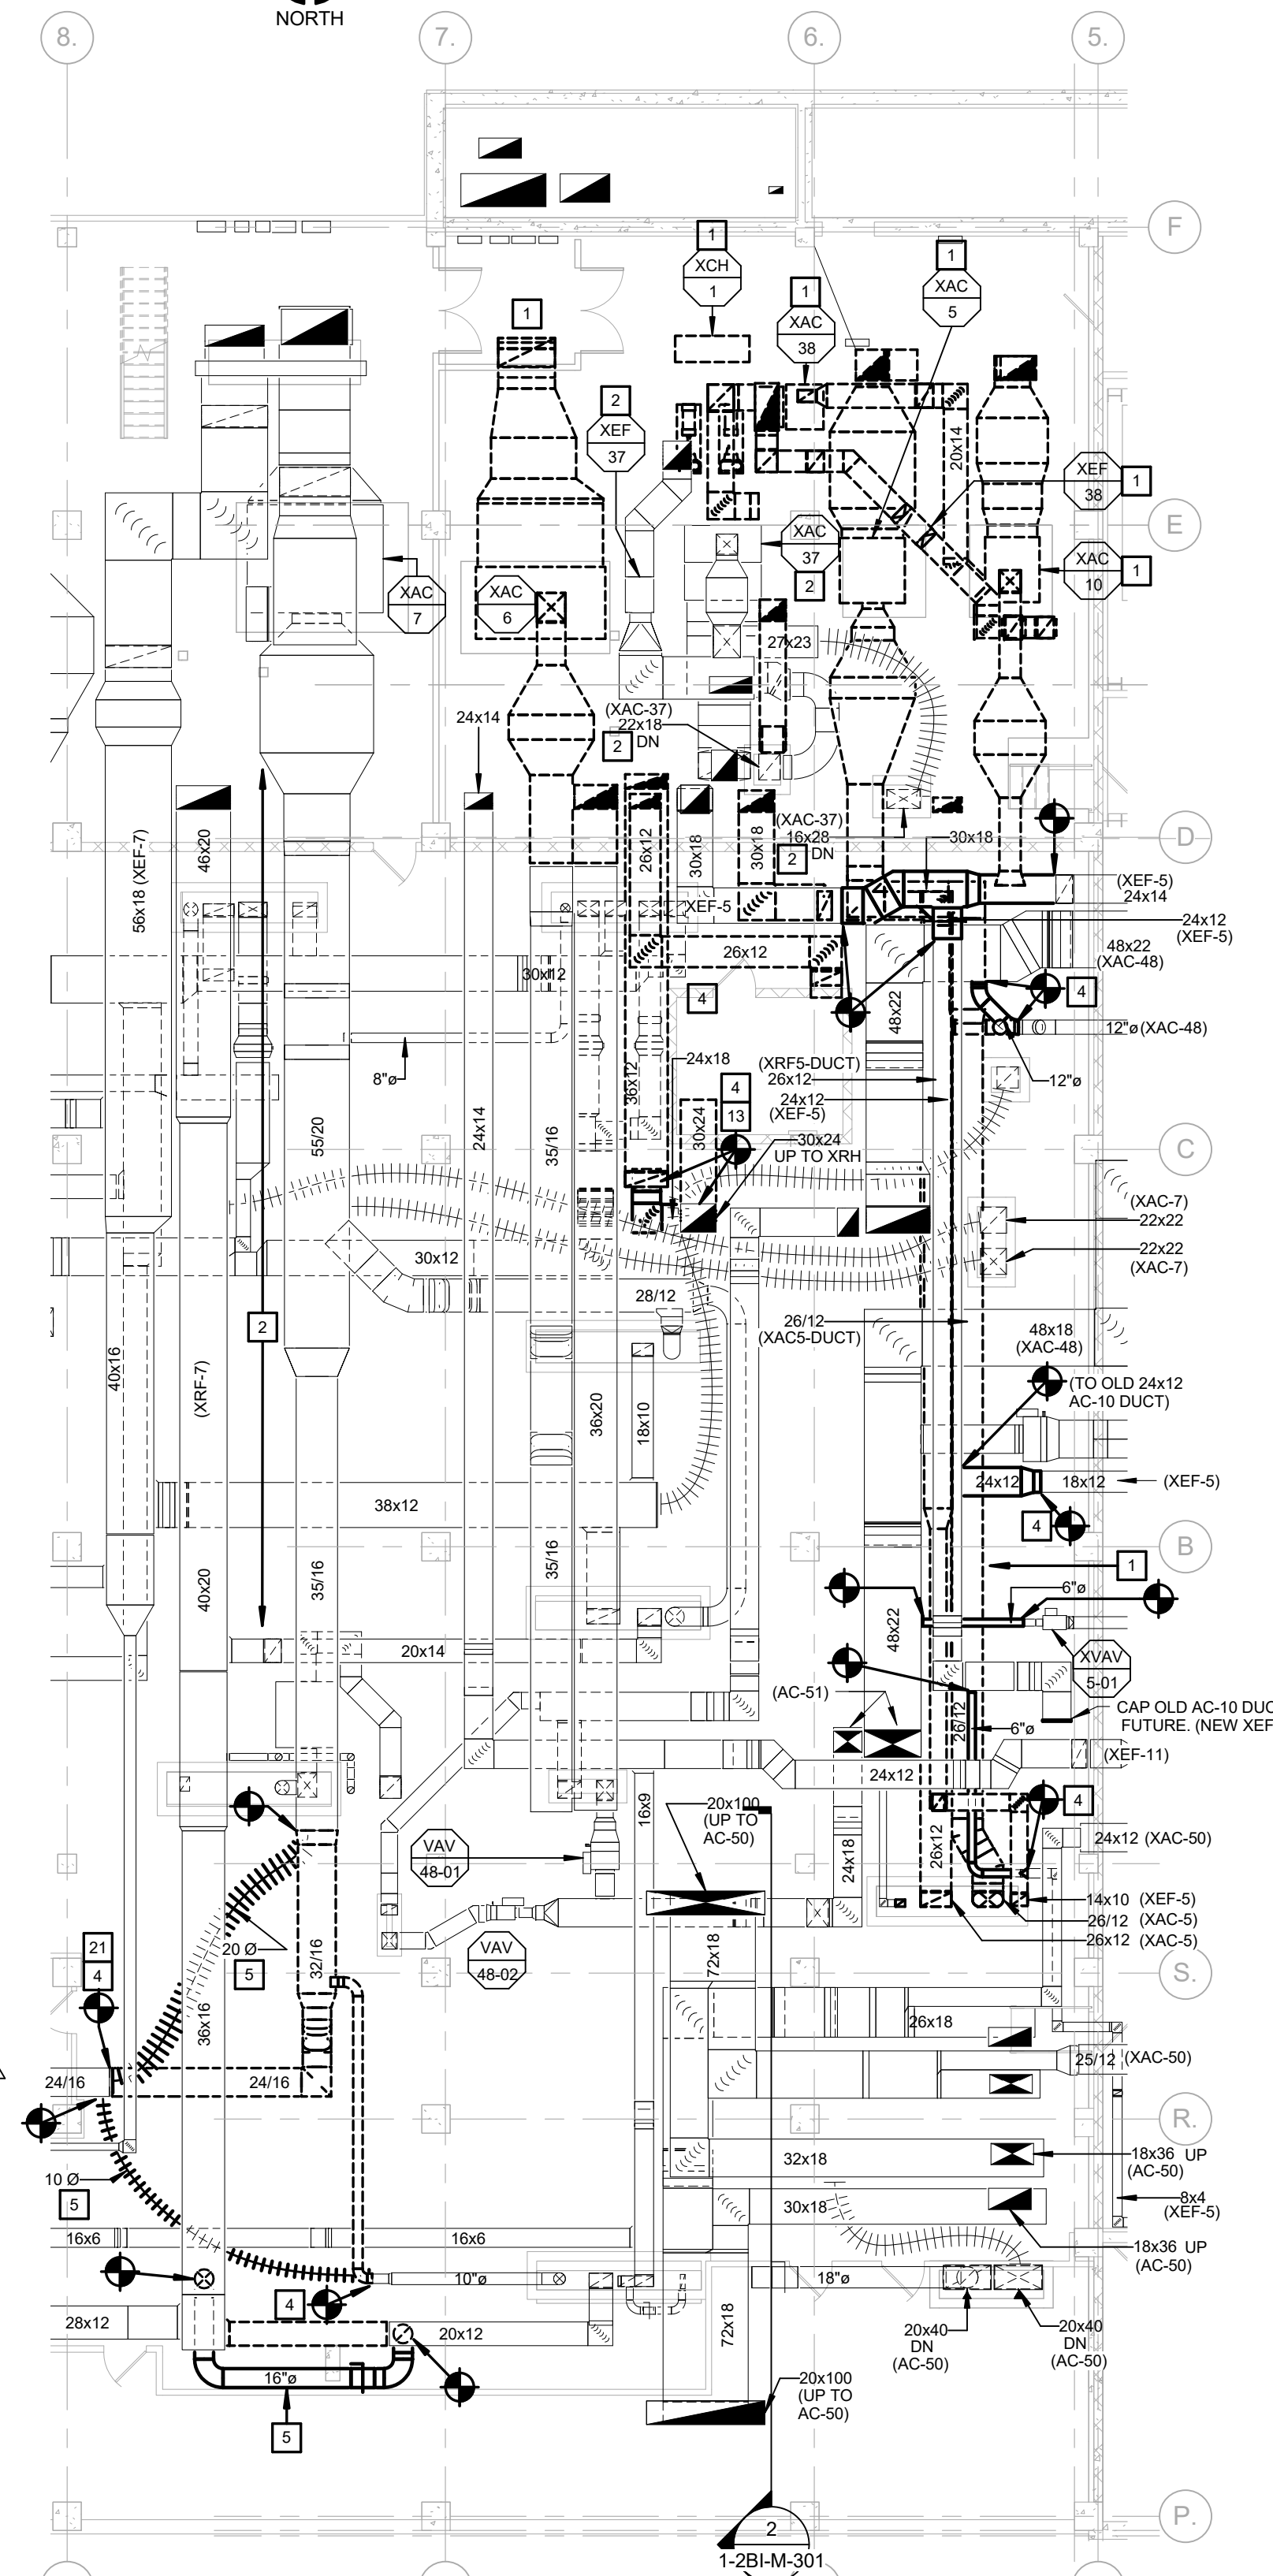 NORTH
8.
7.
6.
5.
F
1
XCH
1
1
XAC
38
1
XAC
5
1
2
XEF
37
20x14
XEF
38
1
E
XAC
37
2
XAC
10
1
XAC
7
XAC
6
27x23
(XAC-37)
22x18
DN
2
24x14
56x18 (XEF-7)
46x20
26x12
30x18
30x18
(XAC-37)
16x28
DN
2
30x18
D
(XEF-5)
24x14
XEF-5
24x12
(XEF-5)
26x12
48x22
(XAC-48)
30x12
4
48x22
4
12"ø (XAC-48)
8"ø
36x12
24x18
(XRF5-DUCT)
26x12
12"ø
4
13
24x12
(XEF-5)
55/20
24x14
35/16
30x24
30x24
UP TO XRH
C
(XAC-7)
22x22
22x22
(XAC-7)
30x12
28/12
2
26/12
(XAC5-DUCT)
48x18
(XAC-48)
40x16
(XRF-7)
36x20
18x10
(TO OLD 24x12
AC-10 DUCT)
24x12
18x12
(XEF-5)
38x12
4
B
40x20
35/16
35/16
1
6"ø
48x22
20x14
XVAV
5-01
(AC-51)
26/12
6"ø
CAP OLD AC-10 DUC
FUTURE. (NEW XEF
(XEF-11)
24x12
16x9
20x100
(UP TO
AC-50)
4
VAV
48-01
24x18
26x12
24x12 (XAC-50)
14x10 (XEF-5)
26/12 (XAC-5)
26x12 (XAC-5)
21
4
20 Ø
5
32/16
VAV
48-02
72x18
S.
36x16
26x18
24/16
24/16
25/12 (XAC-50)
R.
32x18
18x36 UP
(AC-50)
10 Ø
5
30x18
8x4
(XEF-5)
16x6
16x6
18x36 UP
(AC-50)
10"ø
18"ø
4
28x12
20x12
72x18
20x40
DN
(AC-50)
20x40
DN
(AC-50)
16"ø
20x100
(UP TO
AC-50)
5
P.
2
1-2BI-M-301